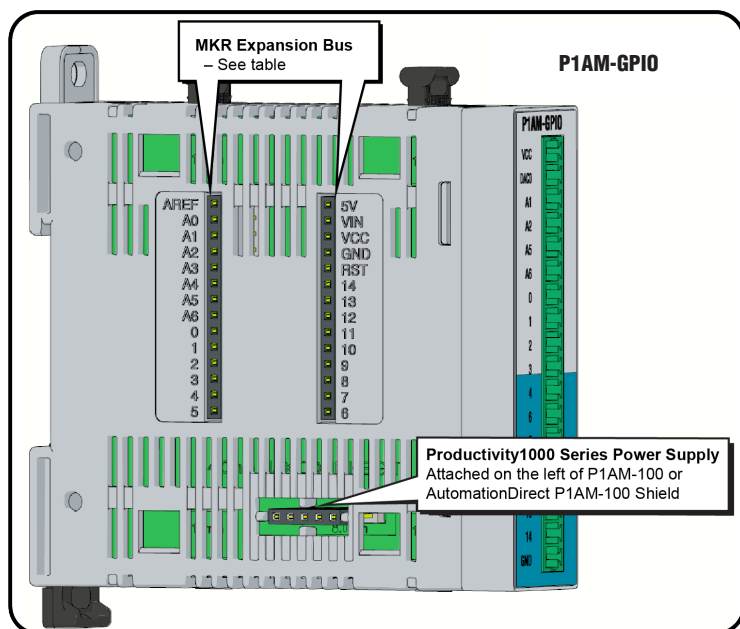 MKR Expansion Bus
– See table
P1AM-GPIO
P1AM-GPIO
VCC
DAC0
A1
A2
A5
A6
0
1
2
3
4
6
14
GND
AREF
A0
A1
A2
A3
A4
A5
A6
0
1
2
3
4
5
5V
VIN
VCC
GND
RST
14
13
12
11
10
9
8
7
6
Productivity1000 Series Power Supply
Attached on the left of P1AM-100 or
AutomationDirect P1AM-100 Shield